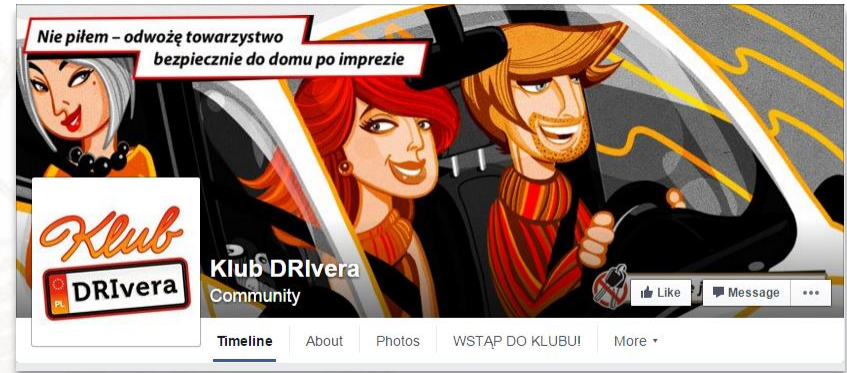 Nie piłem – odwożę towarzystwo
bezpiecznie do domu po imprezie
Klub
PL DRIvera
Klub DRIvera
Community
Like
Message
Timeline
About
Photos
WSTĄP DO KLUBU!
More